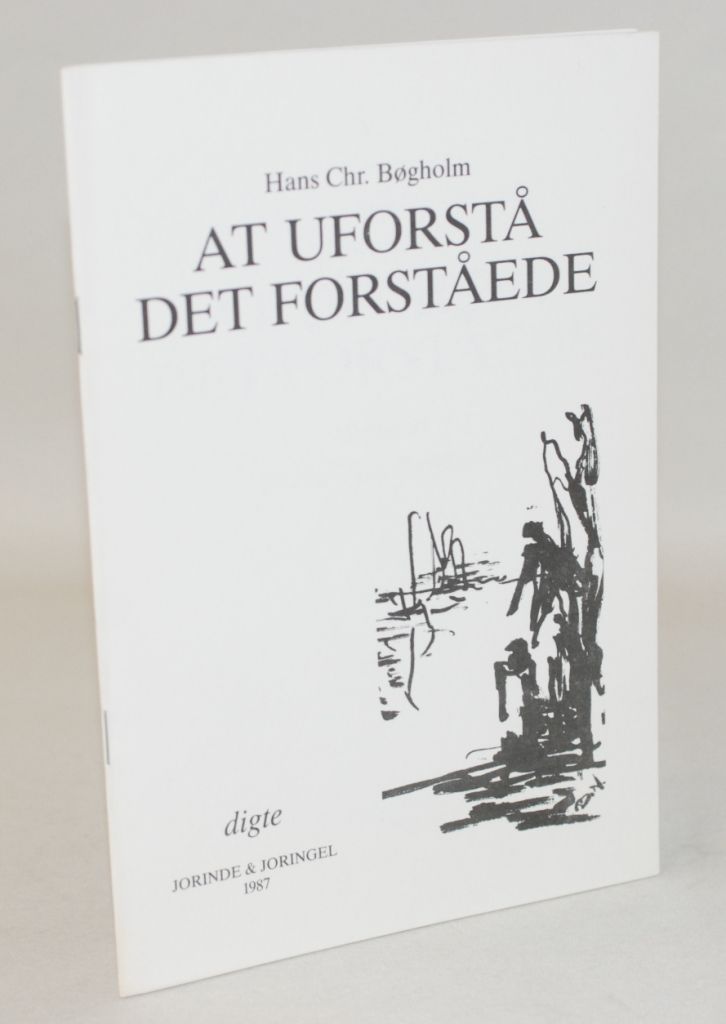 Hans Chr. Bøgholm
AT UFORSTÅ
DET FORSTÅEDE
digte
JORINDE & JORINGEL
1987